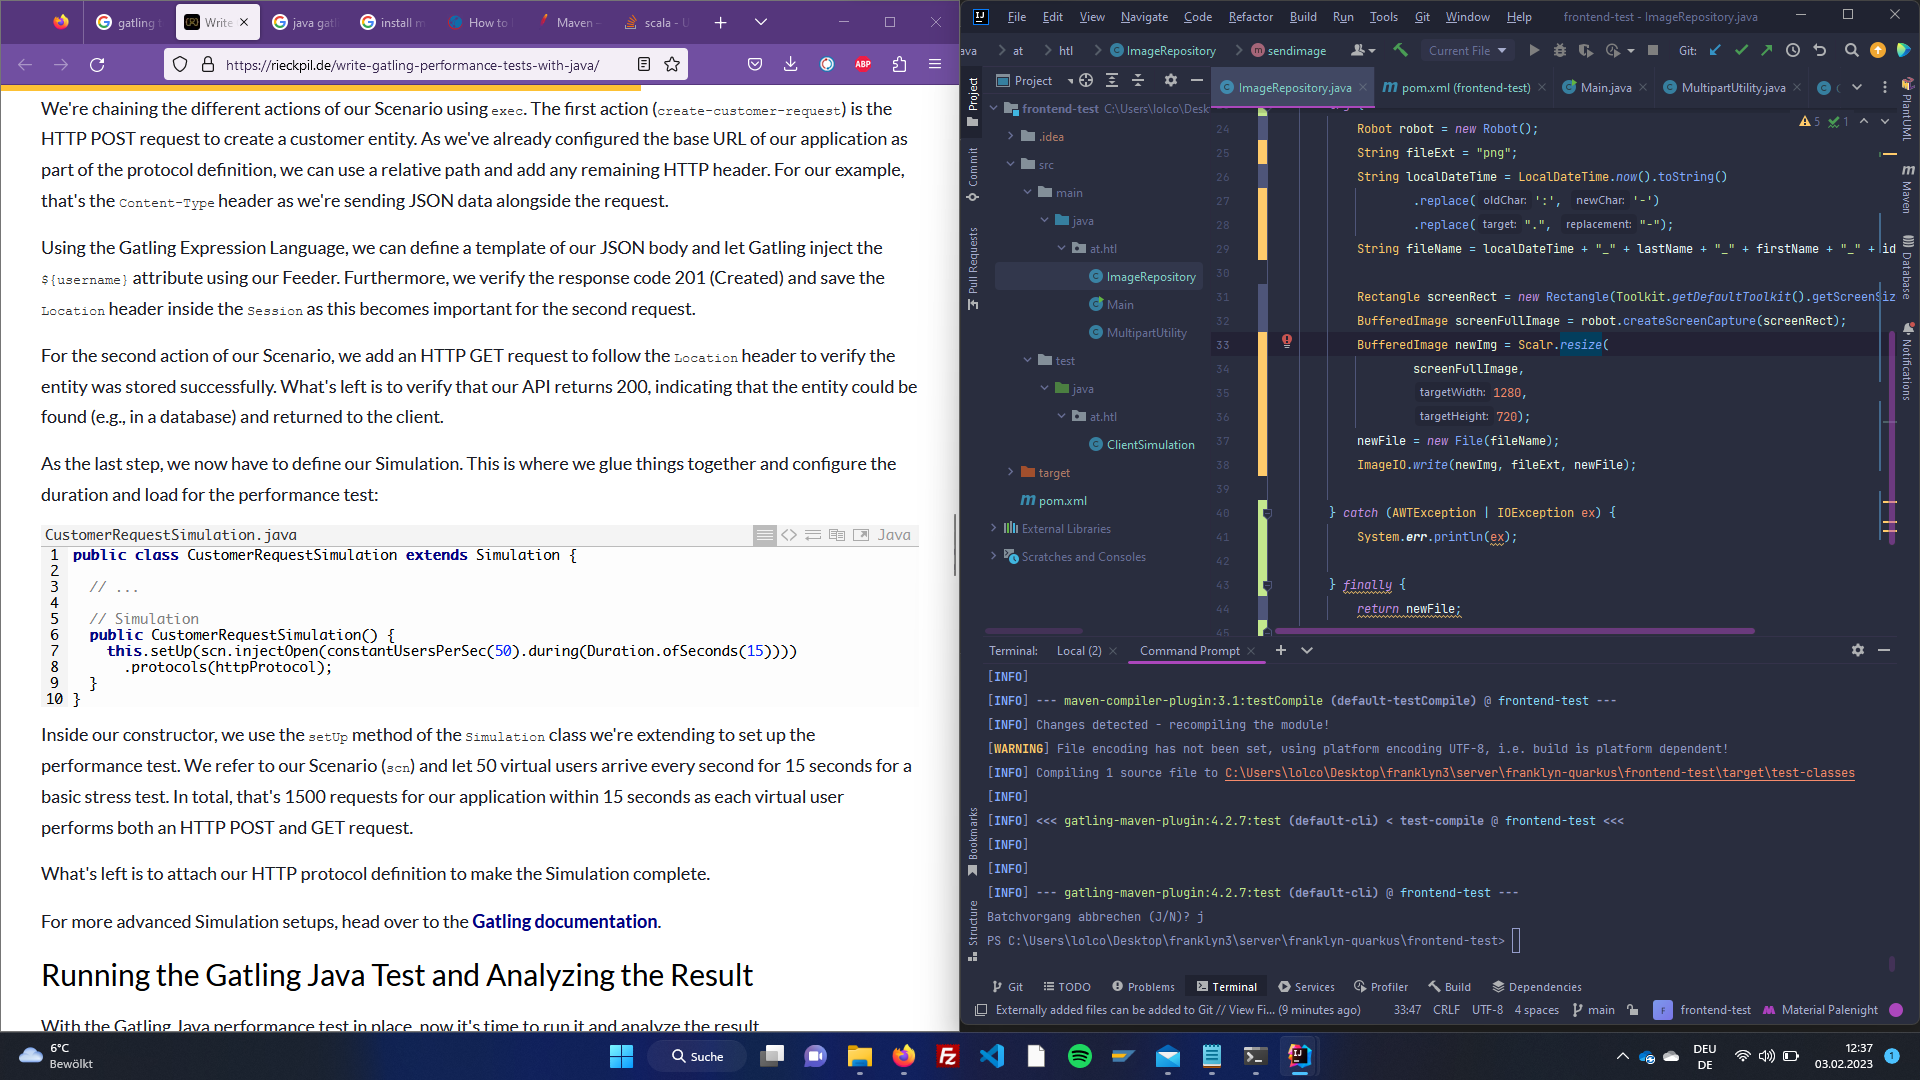 gatling
Write
java gatl
install m
How to
Maven –
scala - U
https://rieckpil.de/write-gatling-performance-tests-with-java/
ABP
We're chaining the different actions of our Scenario using exec. The first action (create-customer-request) is the
HTTP POST request to create a customer entity. As we've already configured the base URL of our application as
part of the protocol definition, we can use a relative path and add any remaining HTTP header. For our example,
that's the Content-Type header as we're sending JSON data alongside the request.
Using the Gatling Expression Language, we can define a template of our JSON body and let Gatling inject the
${username} attribute using our Feeder. Furthermore, we verify the response code 201 (Created) and save the
Location header inside the Session as this becomes important for the second request.
For the second action of our Scenario, we add an HTTP GET request to follow the Location header to verify the
entity was stored successfully. What's left is to verify that our API returns 200, indicating that the entity could be
found (e.g., in a database) and returned to the client.
As the last step, we now have to define our Simulation. This is where we glue things together and configure the
duration and load for the performance test:
CustomerRequestSimulation.java Java
1 public class CustomerRequestSimulation extends Simulation {
2
3 // ...
4
5 // Simulation
6 public CustomerRequestSimulation() {
7 this.setUp(scn.injectOpen(constantUsersPerSec(50).during(Duration.ofSeconds(15))))
8 .protocols(httpProtocol);
9 }
10 }
Inside our constructor, we use the setUp method of the Simulation class we're extending to set up the
performance test. We refer to our Scenario (scn) and let 50 virtual users arrive every second for 15 seconds for a
basic stress test. In total, that's 1500 requests for our application within 15 seconds as each virtual user
performs both an HTTP POST and GET request.
What's left is to attach our HTTP protocol definition to make the Simulation complete.
For more advanced Simulation setups, head over to the Gatling documentation.
Running the Gatling Java Test and Analyzing the Result
With the Gatling Java performance test in place, now it's time to run it and analyze the result
File Edit View Navigate Code Refactor Build Run Tools Git Window Help frontend-test - ImageRepository.java
ava at htl ImageRepository sendimage Current File Git:
Project
ImageRepository.java pom.xml (frontend-test) Main.java MultipartUtility.java
Project
Commit
Pull Requests
Bookmarks
Structure
frontend-test C:\Users\lolco\Desk
.idea
src
main
java
at.htl
ImageRepository
Main
MultipartUtility
test
java
at.htl
ClientSimulation
target
pom.xml
External Libraries
Scratches and Consoles
5 1
24 Robot robot = new Robot();
25 String fileExt = "png";
26 String localDateTime = LocalDateTime.now().toString()
27 .replace( oldChar: ':', newChar: '-')
28 .replace( target: ".", replacement: "-");
29 String fileName = localDateTime + "_" + lastName + "_" + firstName + "_" + id
30
31 Rectangle screenRect = new Rectangle(Toolkit.getDefaultToolkit().getScreenSiz
32 BufferedImage screenFullImage = robot.createScreenCapture(screenRect);
33 BufferedImage newImg = Scalr.resize(
34 screenFullImage,
35 targetWidth: 1280,
36 targetHeight: 720);
37 newFile = new File(fileName);
38 ImageIO.write(newImg, fileExt, newFile);
39
40 } catch (AWTException | IOException ex) {
41 System.err.println(ex);
42
43 } finally {
44 return newFile;
45
PlantUML
Maven
Database
Notifications
Terminal: Local (2) Command Prompt
[INFO]
[INFO] --- maven-compiler-plugin:3.1:testCompile (default-testCompile) @ frontend-test ---
[INFO] Changes detected - recompiling the module!
[WARNING] File encoding has not been set, using platform encoding UTF-8, i.e. build is platform dependent!
[INFO] Compiling 1 source file to C:\Users\lolco\Desktop\franklyn3\server\franklyn-quarkus\frontend-test\target\test-classes
[INFO]
[INFO] <<< gatling-maven-plugin:4.2.7:test (default-cli) < test-compile @ frontend-test <<<
[INFO]
[INFO]
[INFO] --- gatling-maven-plugin:4.2.7:test (default-cli) @ frontend-test ---
Batchvorgang abbrechen (J/N)? j
PS C:\Users\lolco\Desktop\franklyn3\server\franklyn-quarkus\frontend-test>
Git TODO Problems Terminal Services Profiler Build Dependencies
Externally added files can be added to Git // View Fi... (9 minutes ago) 33:47 CRLF UTF-8 4 spaces main F frontend-test Material Palenight
6°C
Bewölkt
Suche
DEU
DE
12:37
03.02.2023
1